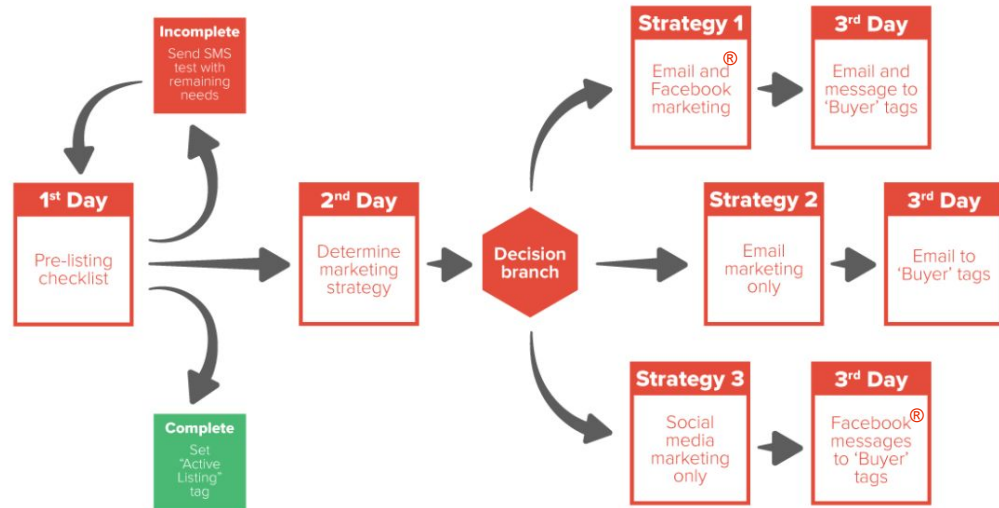 Incomplete
Send SMS
test with
remaining
needs
1st Day
Pre-listing
checklist
Complete
Set
"Active
Listing"
tag
2nd Day
Determine
marketing
strategy
Decision
branch
Strategy 1
Email and ®
Facebook
marketing
3rd Day
Email and
message to
'Buyer' tags
Strategy 2
Email
marketing
only
3rd Day
Email to
'Buyer' tags
Strategy 3
Social
media
marketing
only
3rd Day
Facebook ®
messages
to 'Buyer'
tags